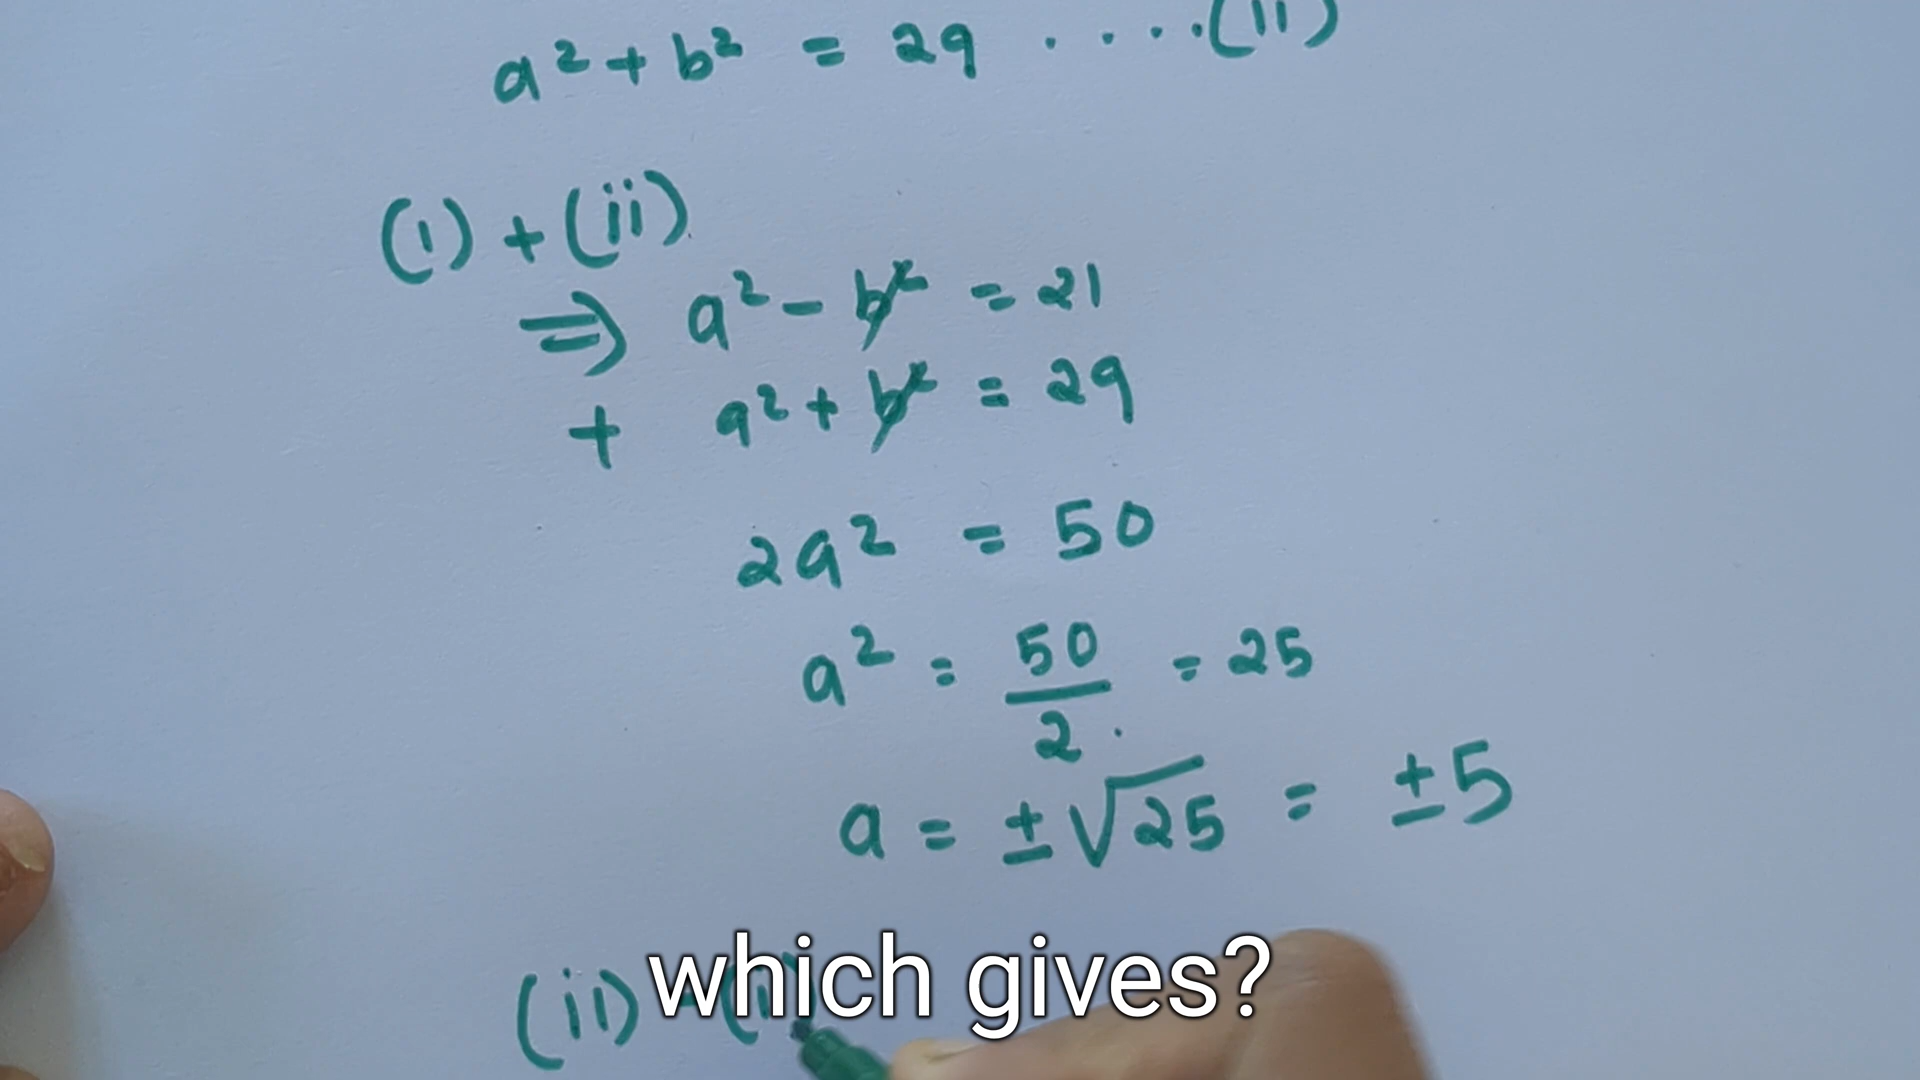 a² + b² = 29 ....(ii)
(i) + (ii)
⇒ a² - b² = 21
+ a² + b² = 29
2a² = 50
a² = 50/2 = 25
a = ±√25 = ±5
(ii) - (i)
which gives?